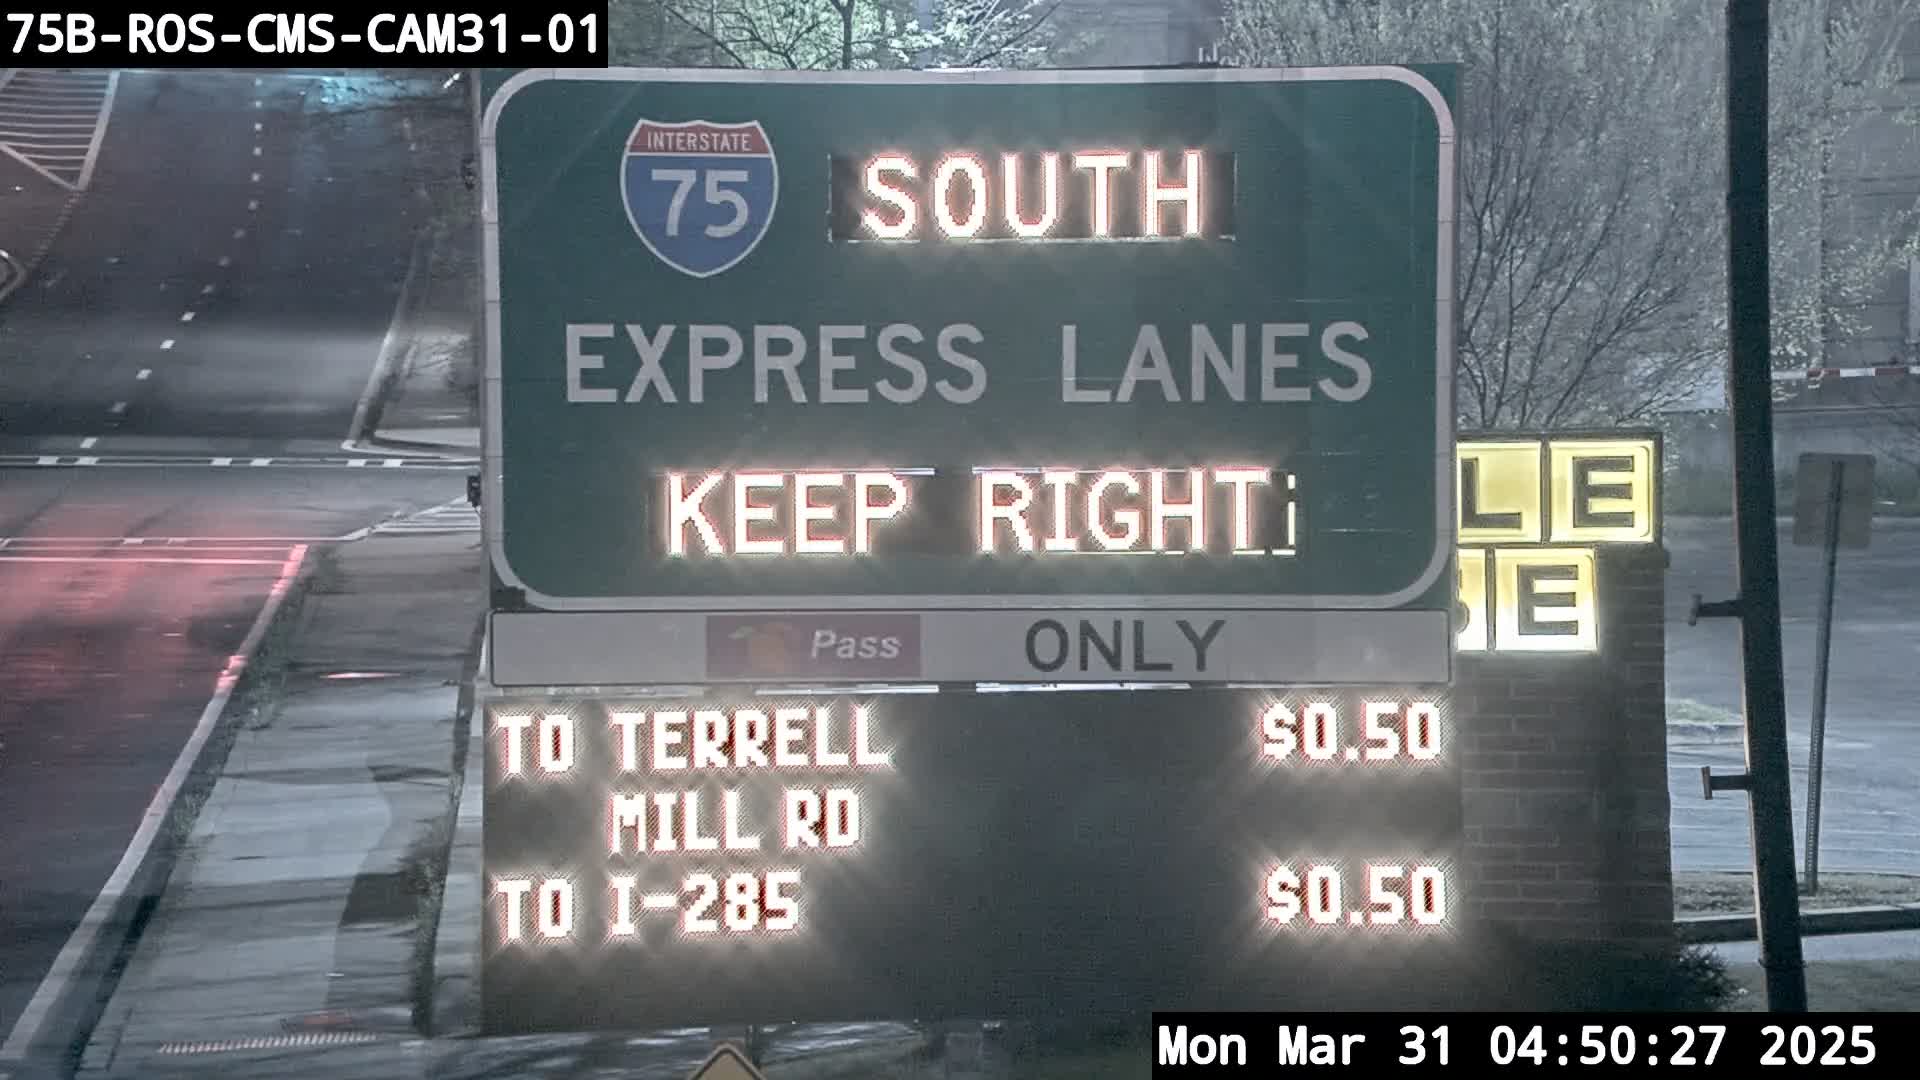 75B-ROS-CMS-CAM31-01
INTERSTATE
75
SOUTH
EXPRESS LANES
KEEP RIGHT
Pass ONLY
TO TERRELL $0.50
MILL RD
TO I-285 $0.50
LE
E
Mon Mar 31 04:50:27 2025